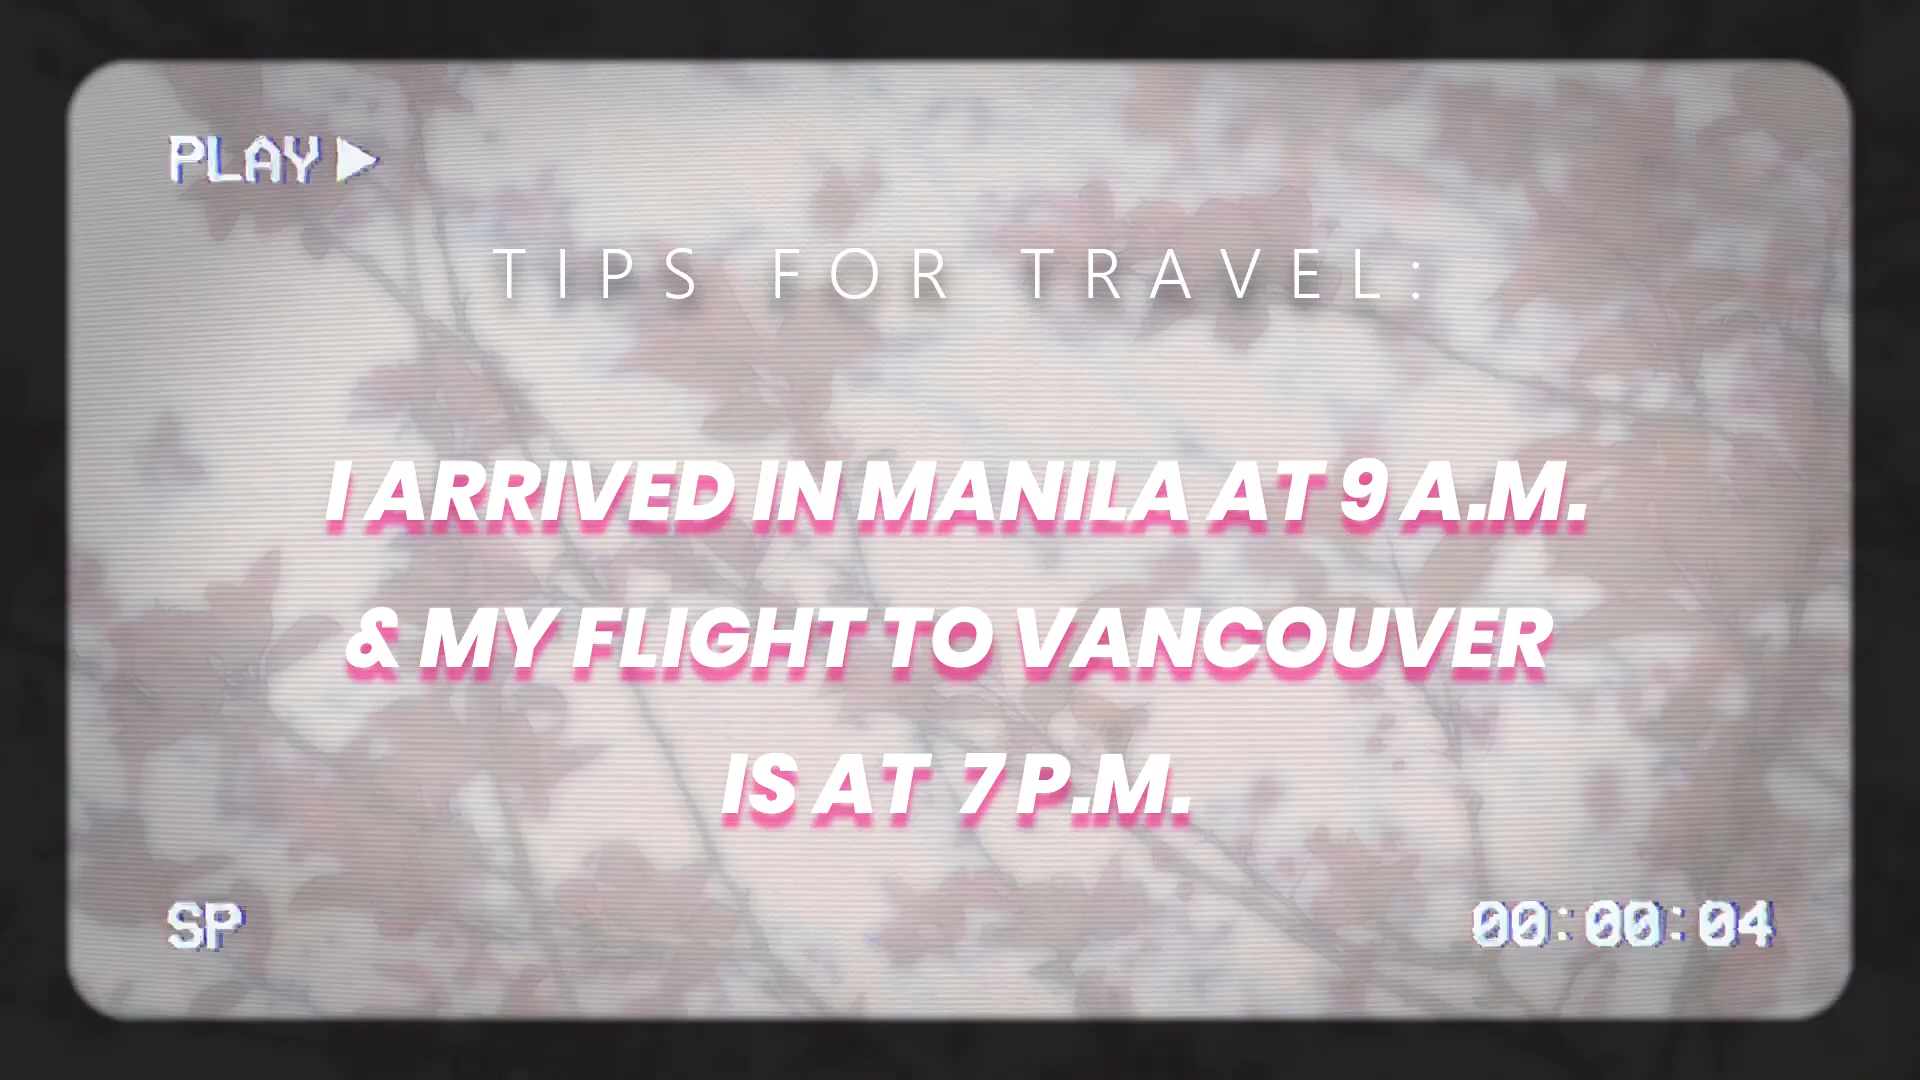 PLAY ▶
TIPS FOR TRAVEL:
I ARRIVED IN MANILA AT 9 A.M.
& MY FLIGHT TO VANCOUVER
IS AT 7 P.M.
SP 00:00:04